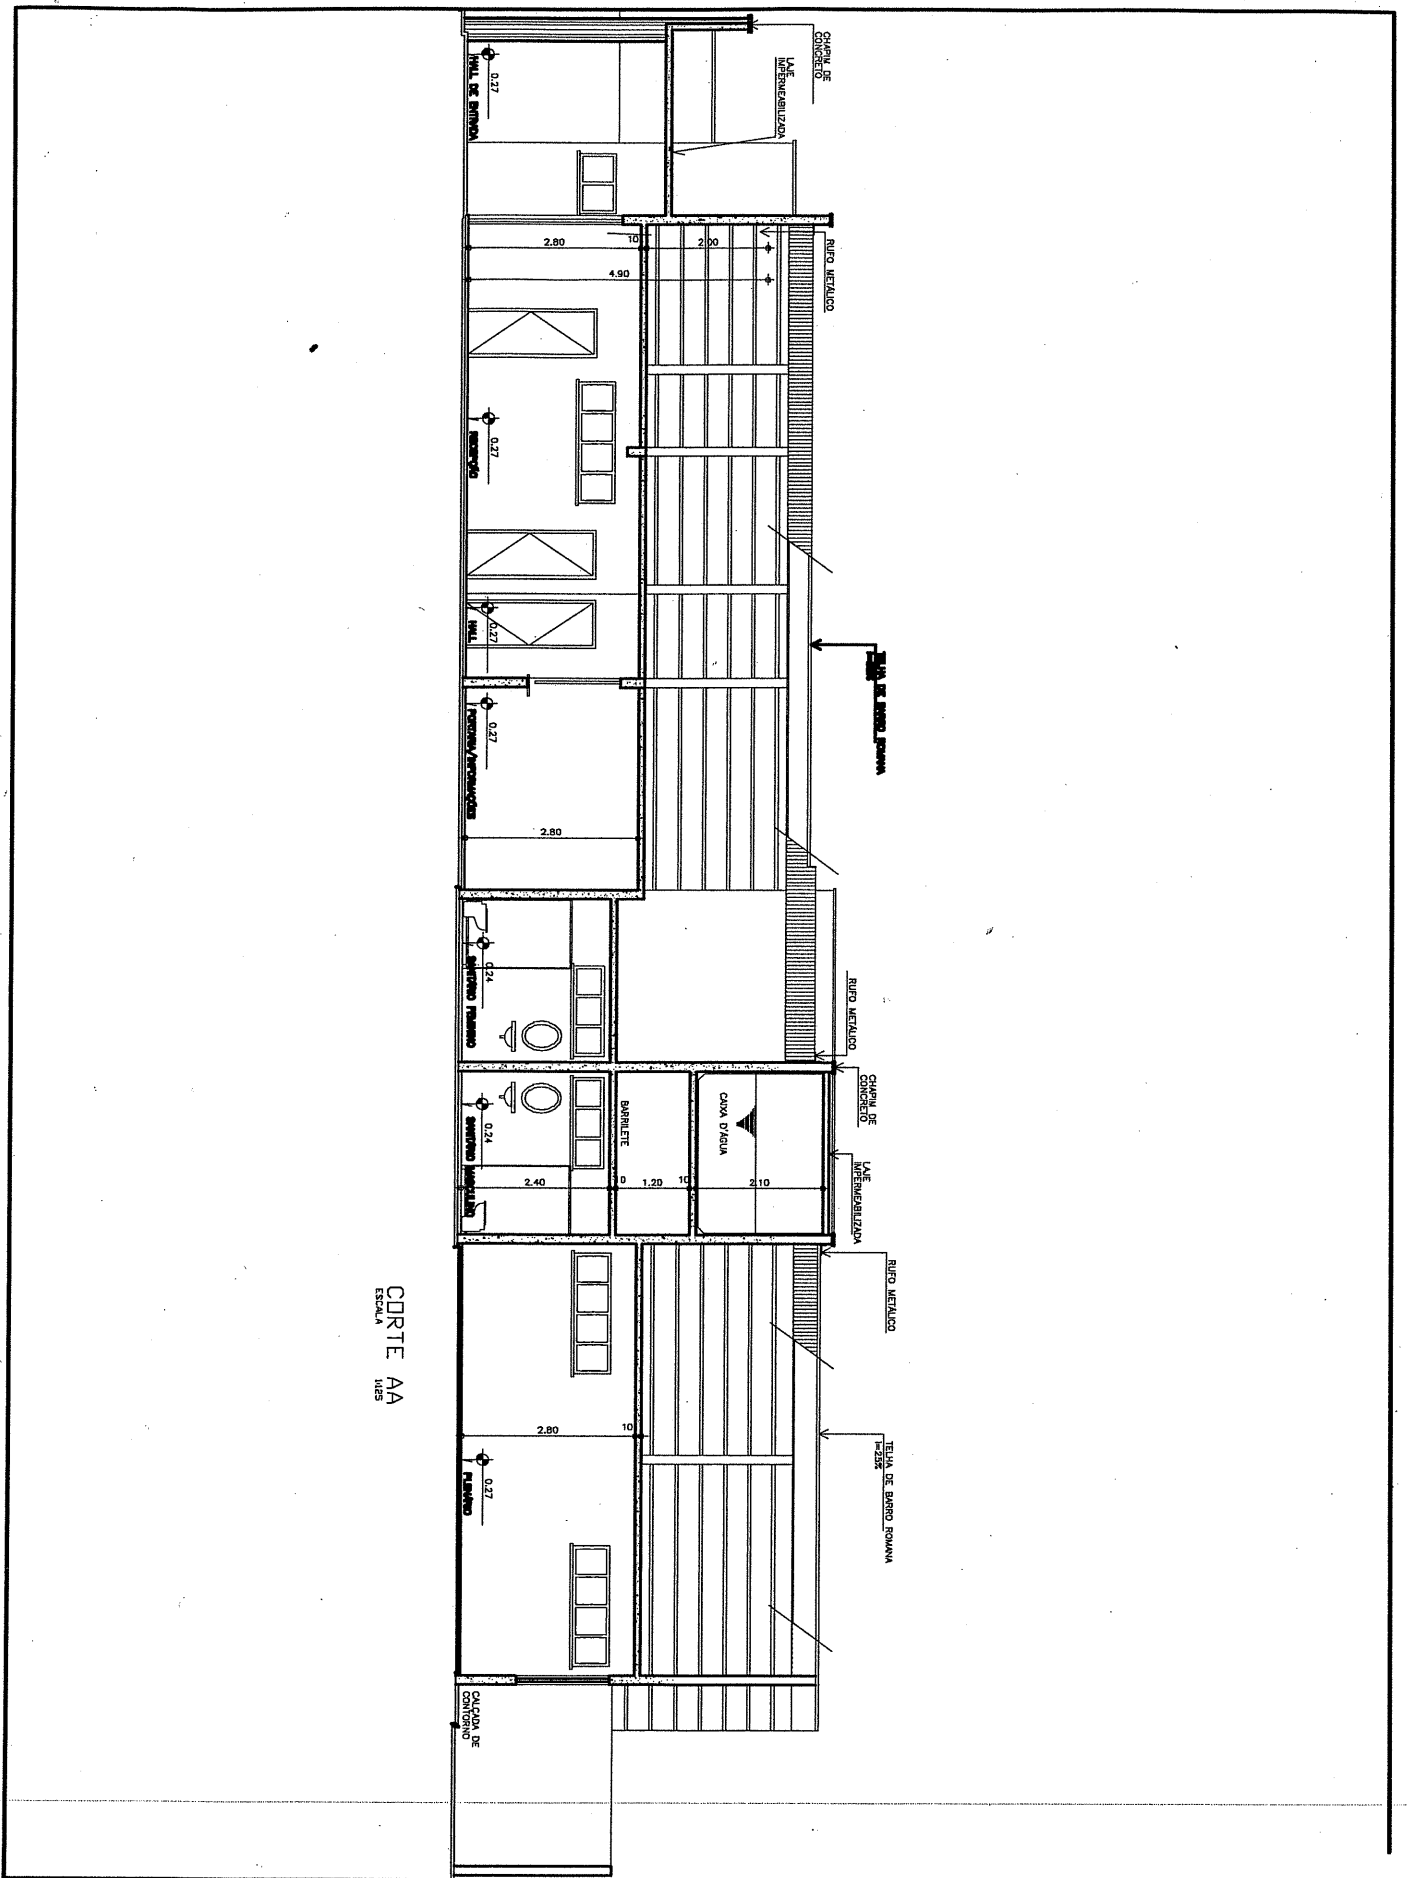 CHAPIM DE
CONCRETO
LAJE
IMPERMEABILIZADA
0.27
HALL DE ENTRADA
RUFO METÁLICO
2.80
10
2.00
4.90
0.27
RECEPÇÃO
0.27
HALL
TELHA DE BARRO ROMANA
0.27
PORTARIA/INFORMAÇÕES
2.80
RUFO METÁLICO
0.24
SANITÁRIO FEMININO
CHAPIM DE
CONCRETO
LAJE
IMPERMEABILIZADA
CAIXA D'ÁGUA
BARRILETE
0.24
SANITÁRIO MASCULINO
2.40
1.20
10
2.10
RUFO METÁLICO
TELHA DE BARRO ROMANA
i=25%
2.80
10
0.27
PLENÁRIO
CALÇADA DE
CONTORNO
CORTE AA
ESCALA 1:125